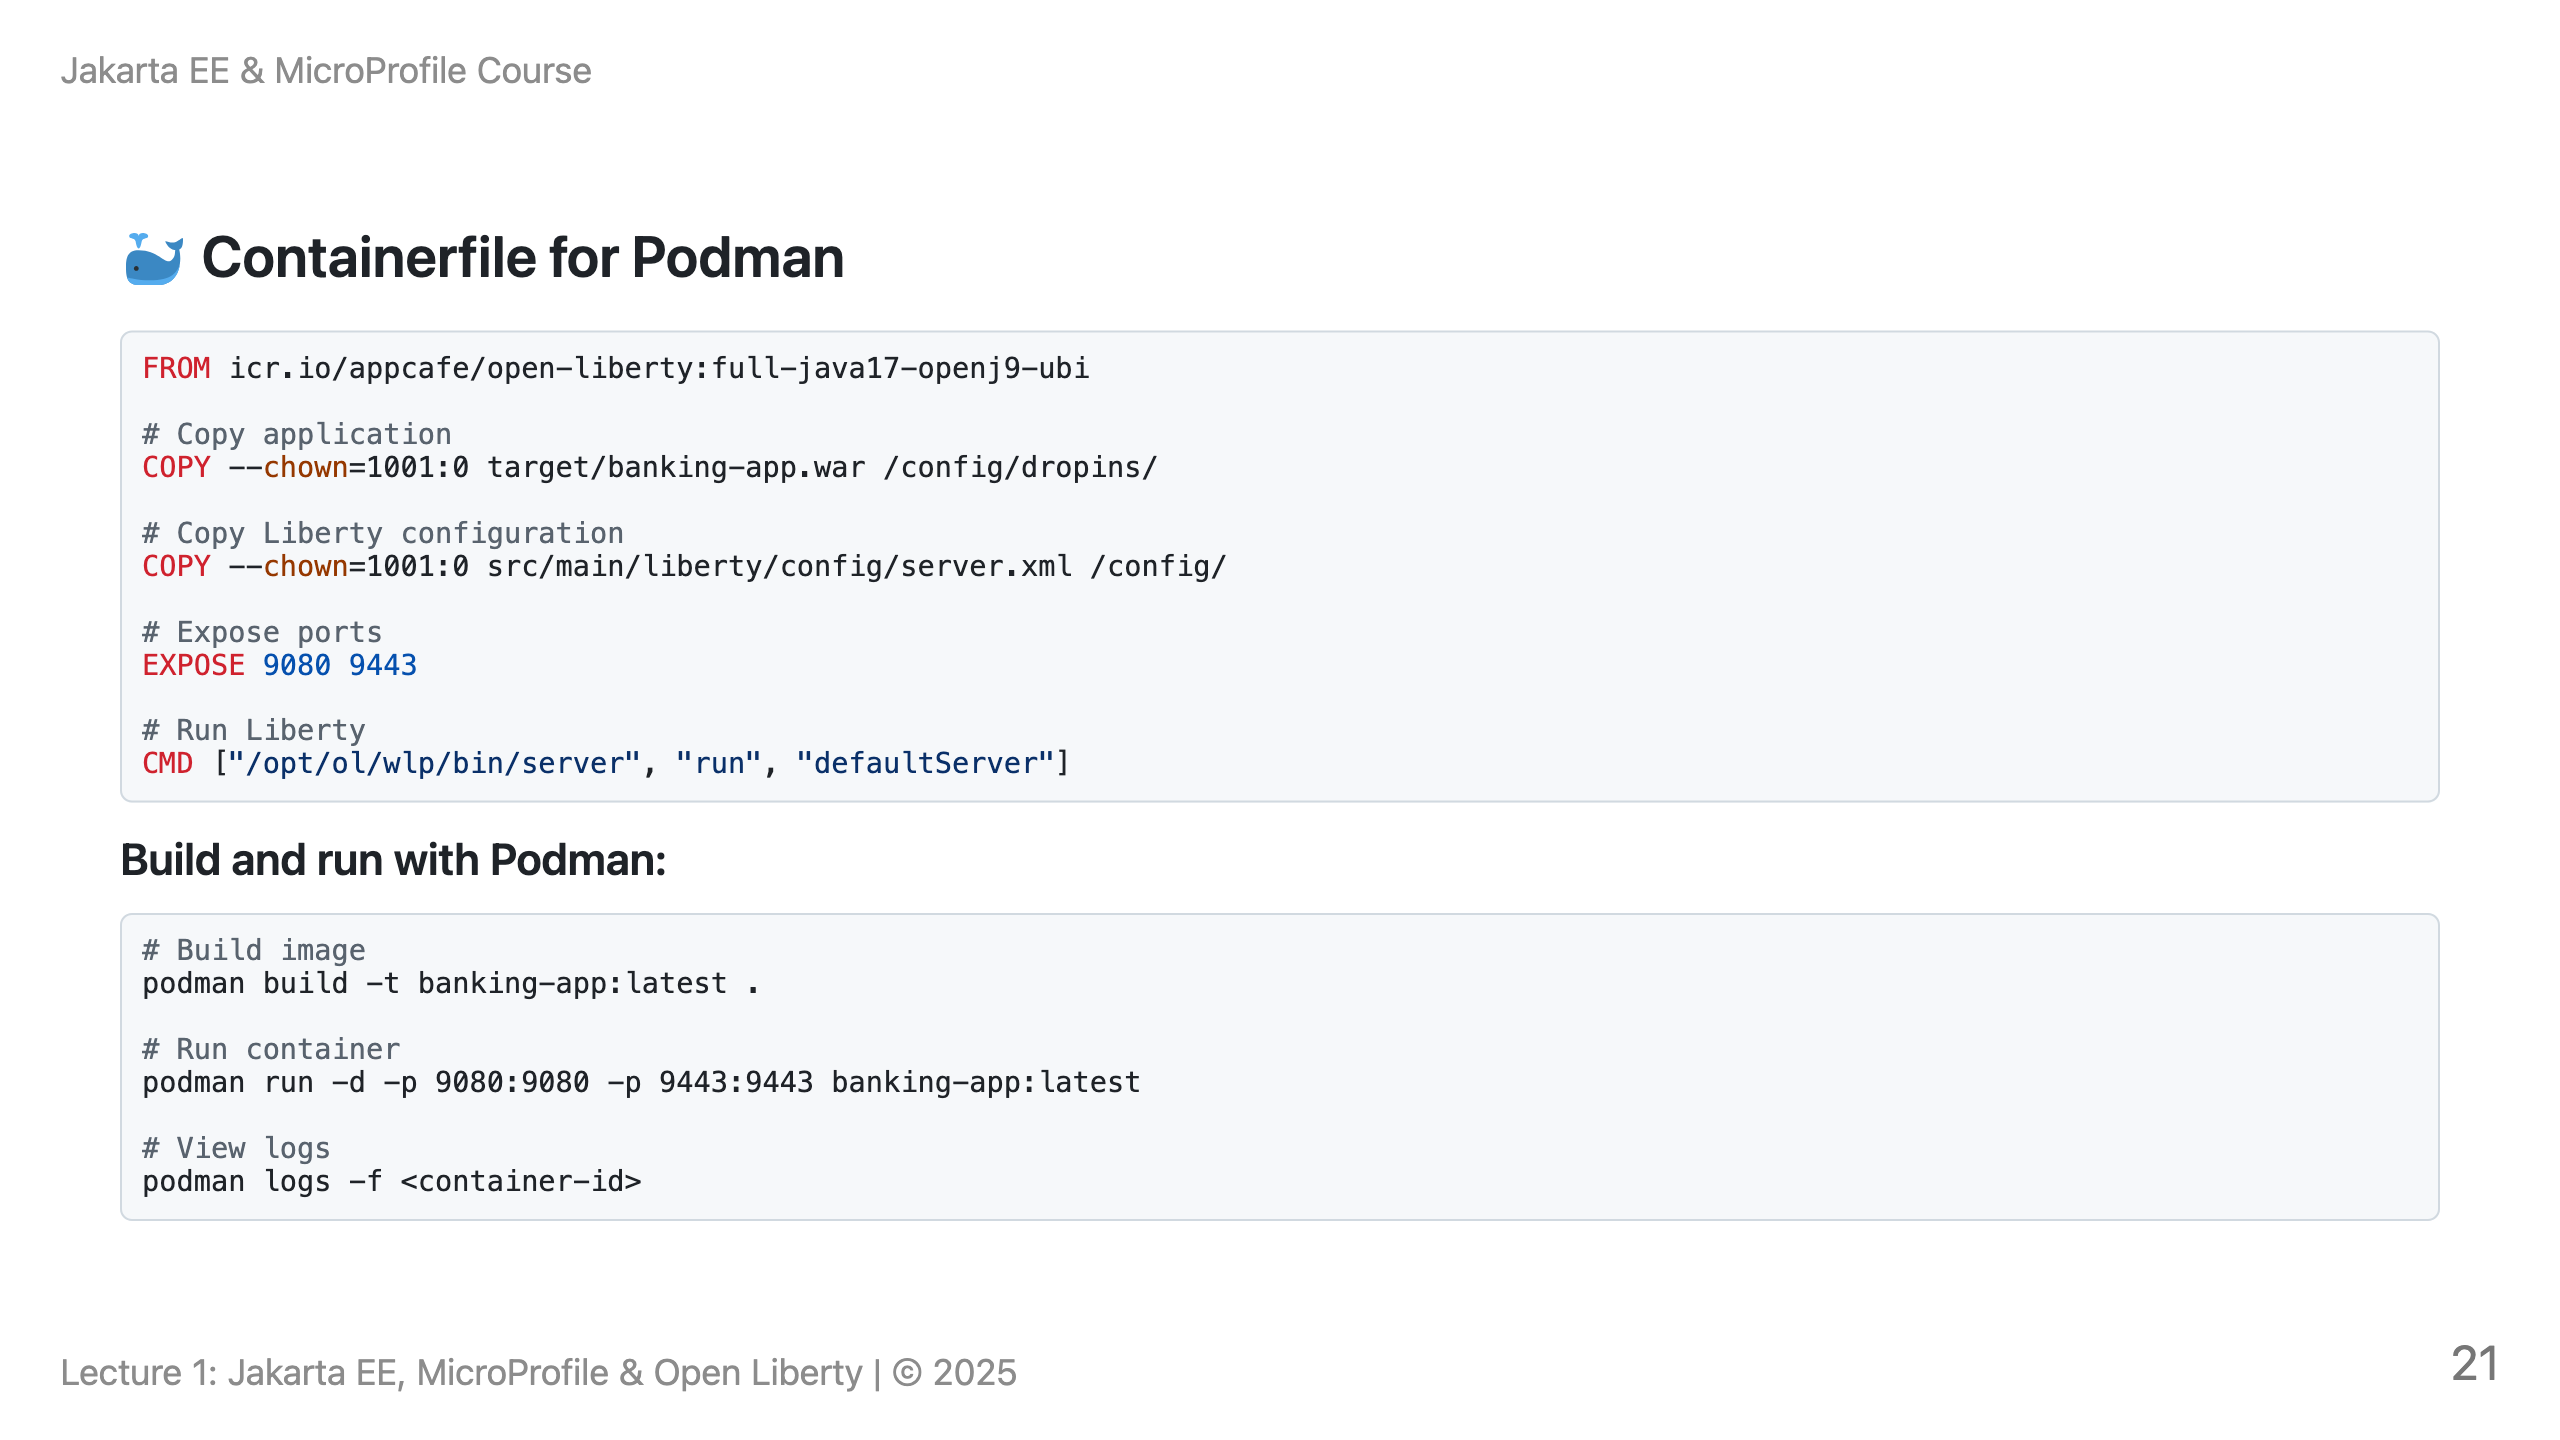 Jakarta EE & MicroProfile Course
🐳 Containerfile for Podman
FROM icr.io/appcafe/open-liberty:full-java17-openj9-ubi
# Copy application
COPY --chown=1001:0 target/banking-app.war /config/dropins/
# Copy Liberty configuration
COPY --chown=1001:0 src/main/liberty/config/server.xml /config/
# Expose ports
EXPOSE 9080 9443
# Run Liberty
CMD ["/opt/ol/wlp/bin/server", "run", "defaultServer"]
Build and run with Podman:
# Build image
podman build -t banking-app:latest .
# Run container
podman run -d -p 9080:9080 -p 9443:9443 banking-app:latest
# View logs
podman logs -f <container-id>
Lecture 1: Jakarta EE, MicroProfile & Open Liberty | © 2025
21